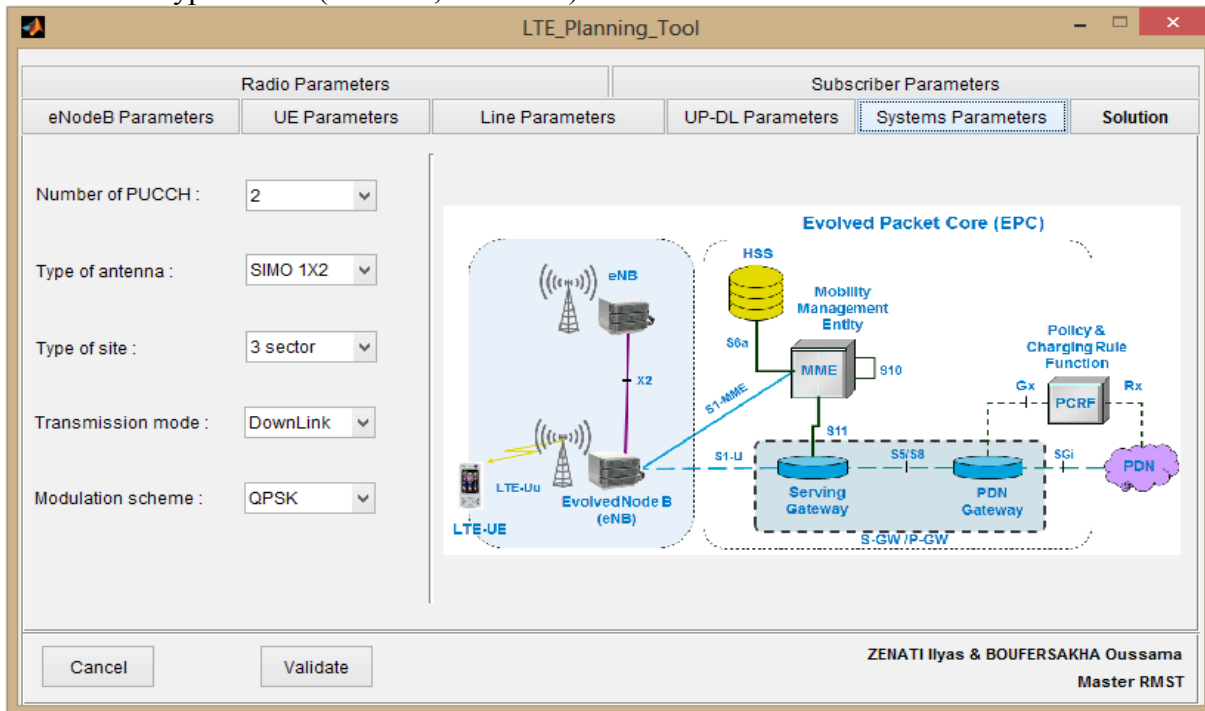 LTE_Planning_Tool
Radio Parameters
Subscriber Parameters
eNodeB Parameters
UE Parameters
Line Parameters
UP-DL Parameters
Systems Parameters
Solution
Number of PUCCH :
2
Type of antenna :
SIMO 1X2
Type of site :
3 sector
Transmission mode :
DownLink
Modulation scheme :
QPSK
Evolved Packet Core (EPC)
HSS
eNB
Mobility
Management
Entity
Policy &
Charging Rule
Function
S6a
MME
S10
Gx
Rx
PCRF
X2
S1-MME
S11
S1-U
S5/S8
SGi
PDN
LTE-Uu
Evolved Node B
(eNB)
Serving
Gateway
PDN
Gateway
LTE-UE
S-GW /P-GW
Cancel
Validate
ZENATI Ilyas & BOUFERSAKHA Oussama
Master RMST